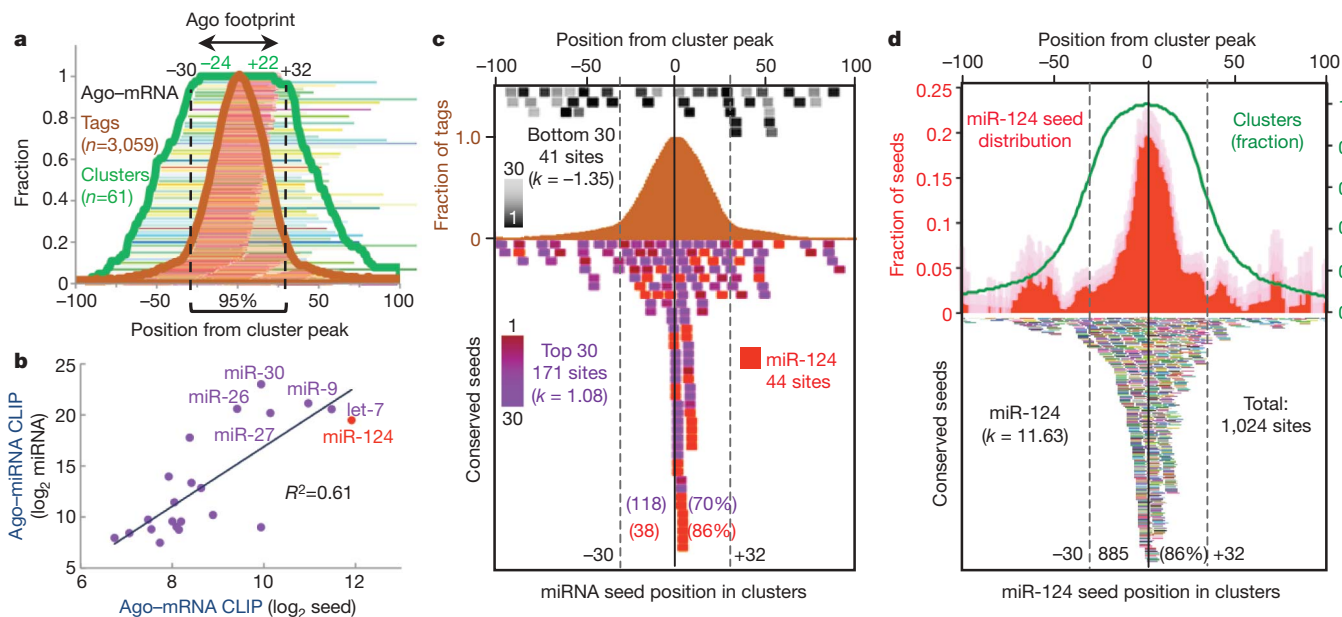 a
Ago footprint
−24 +22
−30 +32
Ago–mRNA
Tags
(n=3,059)
Clusters
(n=61)
Fraction
1
0.8
0.6
0.4
0.2
0
-100 -50 95% 50 100
Position from cluster peak
b
Ago–miRNA CLIP
(log2 miRNA)
25
20
15
10
5
miR-30
miR-26
miR-9
let-7
miR-27
miR-124
R2=0.61
6 8 10 12
Ago–mRNA CLIP (log2 seed)
c
Position from cluster peak
−100 −50 0 50 100
Fraction of tags
1.0
0
Bottom 30
41 sites
(k = −1.35)
30
1
Conserved seeds
1
30
Top 30
171 sites
(k = 1.08)
miR-124
44 sites
(118) (70%)
(38) (86%)
−30 +32
miRNA seed position in clusters
d
Position from cluster peak
−100 −50 0 50 100
Fraction of seeds
0.25
0.20
0.15
0.10
0.05
0
miR-124 seed
distribution
Clusters
(fraction)
Conserved seeds
miR-124
(k = 11.63)
Total:
1,024 sites
−30 885 (86%) +32
miR-124 seed position in clusters